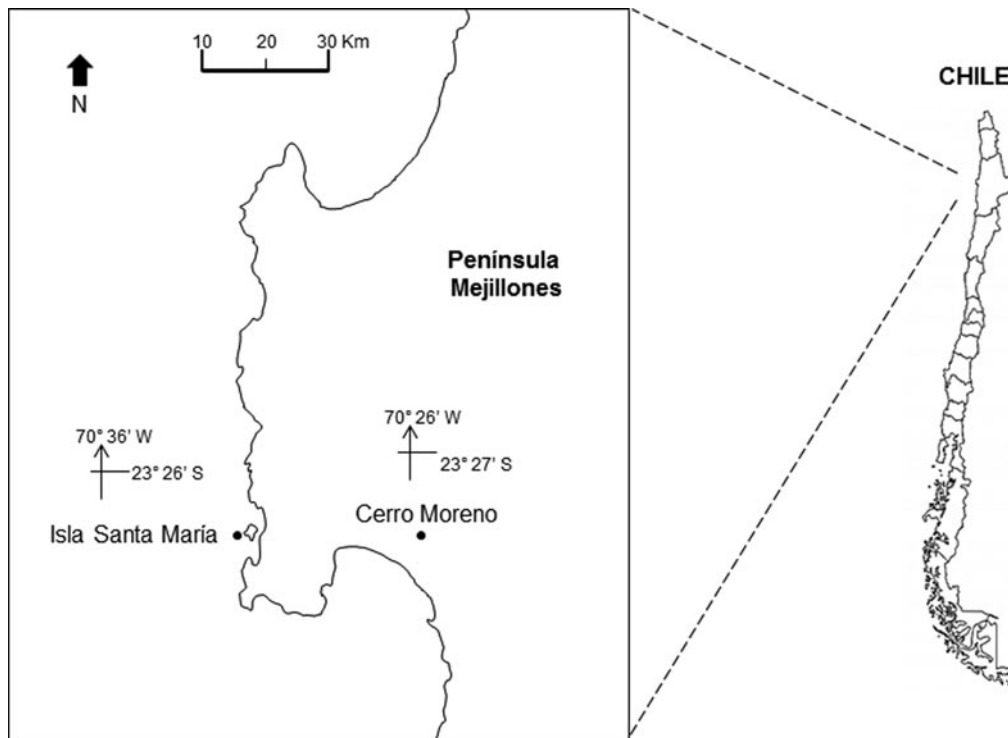 10 20 30 Km
N
CHILE
Península
Mejillones
70° 36' W
23° 26' S
70° 26' W
23° 27' S
Isla Santa María
Cerro Moreno